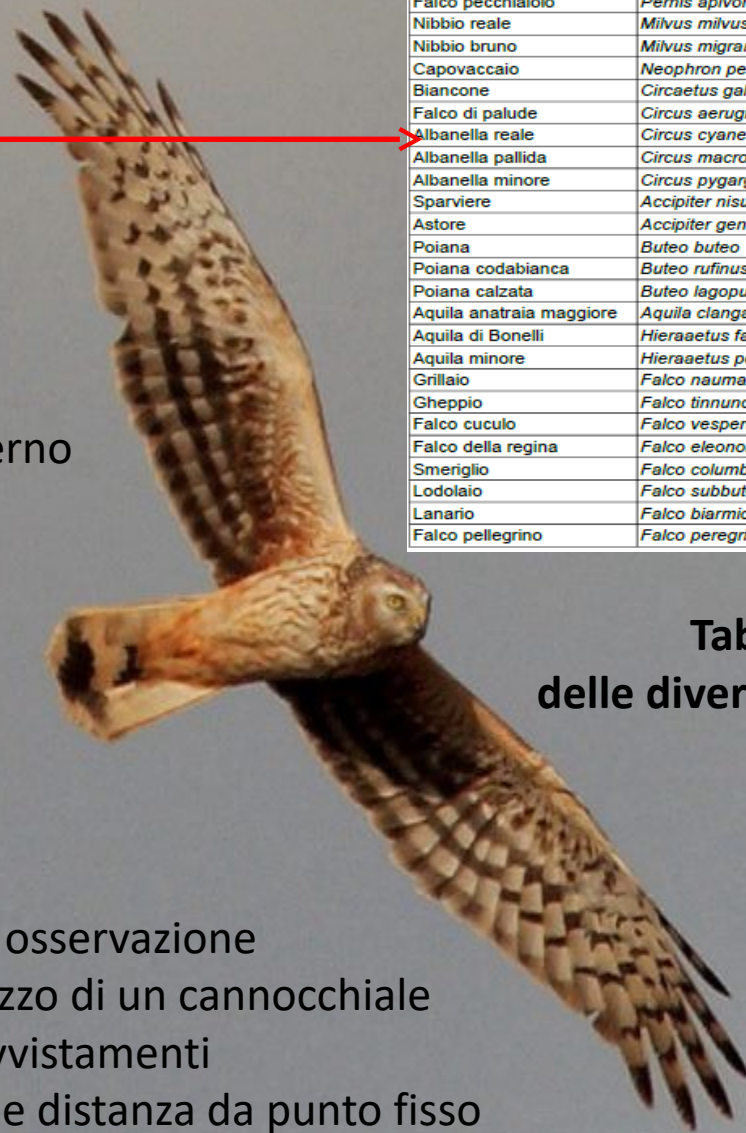 Falco pecchiaiolo Pernis apivor
Nibbio reale Milvus milvus
Nibbio bruno Milvus migran
Capovaccaio Neophron pe
Biancone Circaetus gal
Falco di palude Circus aerugi
Albanella reale Circus cyane
Albanella pallida Circus macro
Albanella minore Circus pygarg
Sparviere Accipiter nisu
Astore Accipiter gen
Poiana Buteo buteo
Poiana codabianca Buteo rufinus
Poiana calzata Buteo lagopu
Aquila anatraia maggiore Aquila clanga
Aquila di Bonelli Hieraaetus fa
Aquila minore Hieraaetus pe
Grillaio Falco nauma
Gheppio Falco tinnunc
Falco cuculo Falco vesper
Falco della regina Falco eleono
Smeriglio Falco columb
Lodolaio Falco subbut
Lanario Falco biarmic
Falco pellegrino Falco peregri
erno
Tab
delle diver
osservazione
zzo di un cannocchiale
vvistamenti
e distanza da punto fisso